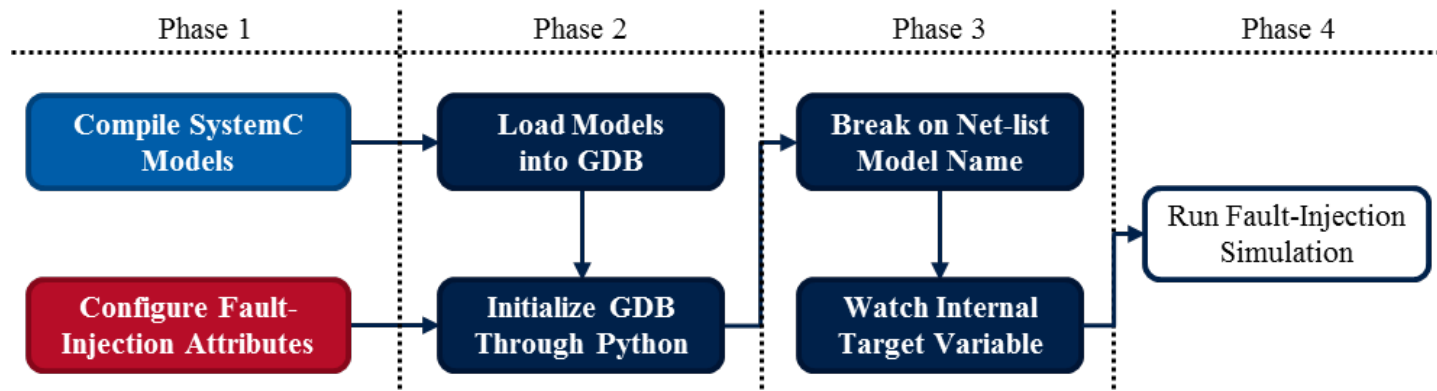 Phase 1
Phase 2
Phase 3
Phase 4
Compile SystemC
Models
Load Models
into GDB
Break on Net-list
Model Name
Run Fault-Injection
Simulation
Configure Fault-
Injection Attributes
Initialize GDB
Through Python
Watch Internal
Target Variable